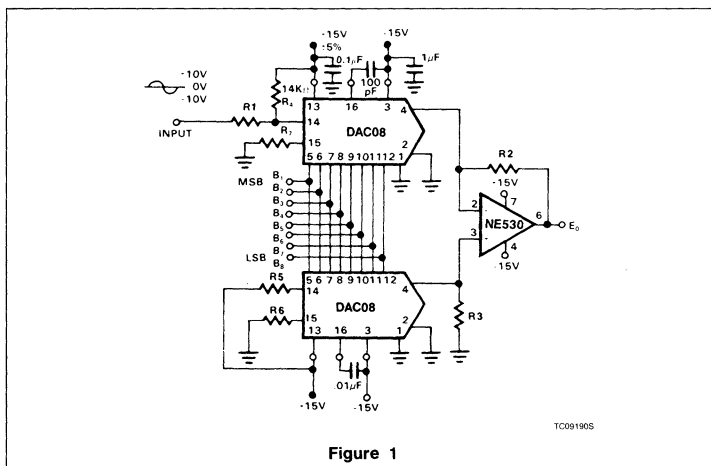 -15V
±5%
0.1μF
-15V
1μF
-10V
0V
-10V
14K
R4
100
pF
13
16
3
4
R1
14
DAC08
INPUT
R7
15
2
5 6 7 8 9 10 11 12
1
R2
MSB
B1
B2
B3
B4
B5
B6
B7
LSB
B8
-15V
7
2
-
NE530
6
E0
3
-
4
-15V
R5
5 6 7 8 9 10 11 12
14
DAC08
4
R6
15
2
R3
13
16
3
1
.01μF
-15V
-15V
TC09190S
Figure 1